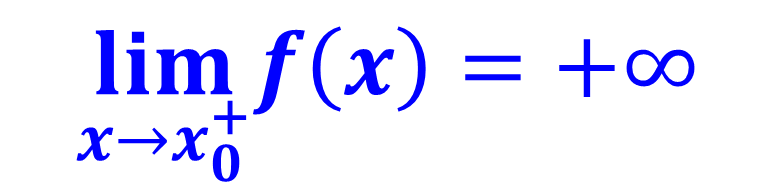 lim f(x) = +∞
x→x₀⁺